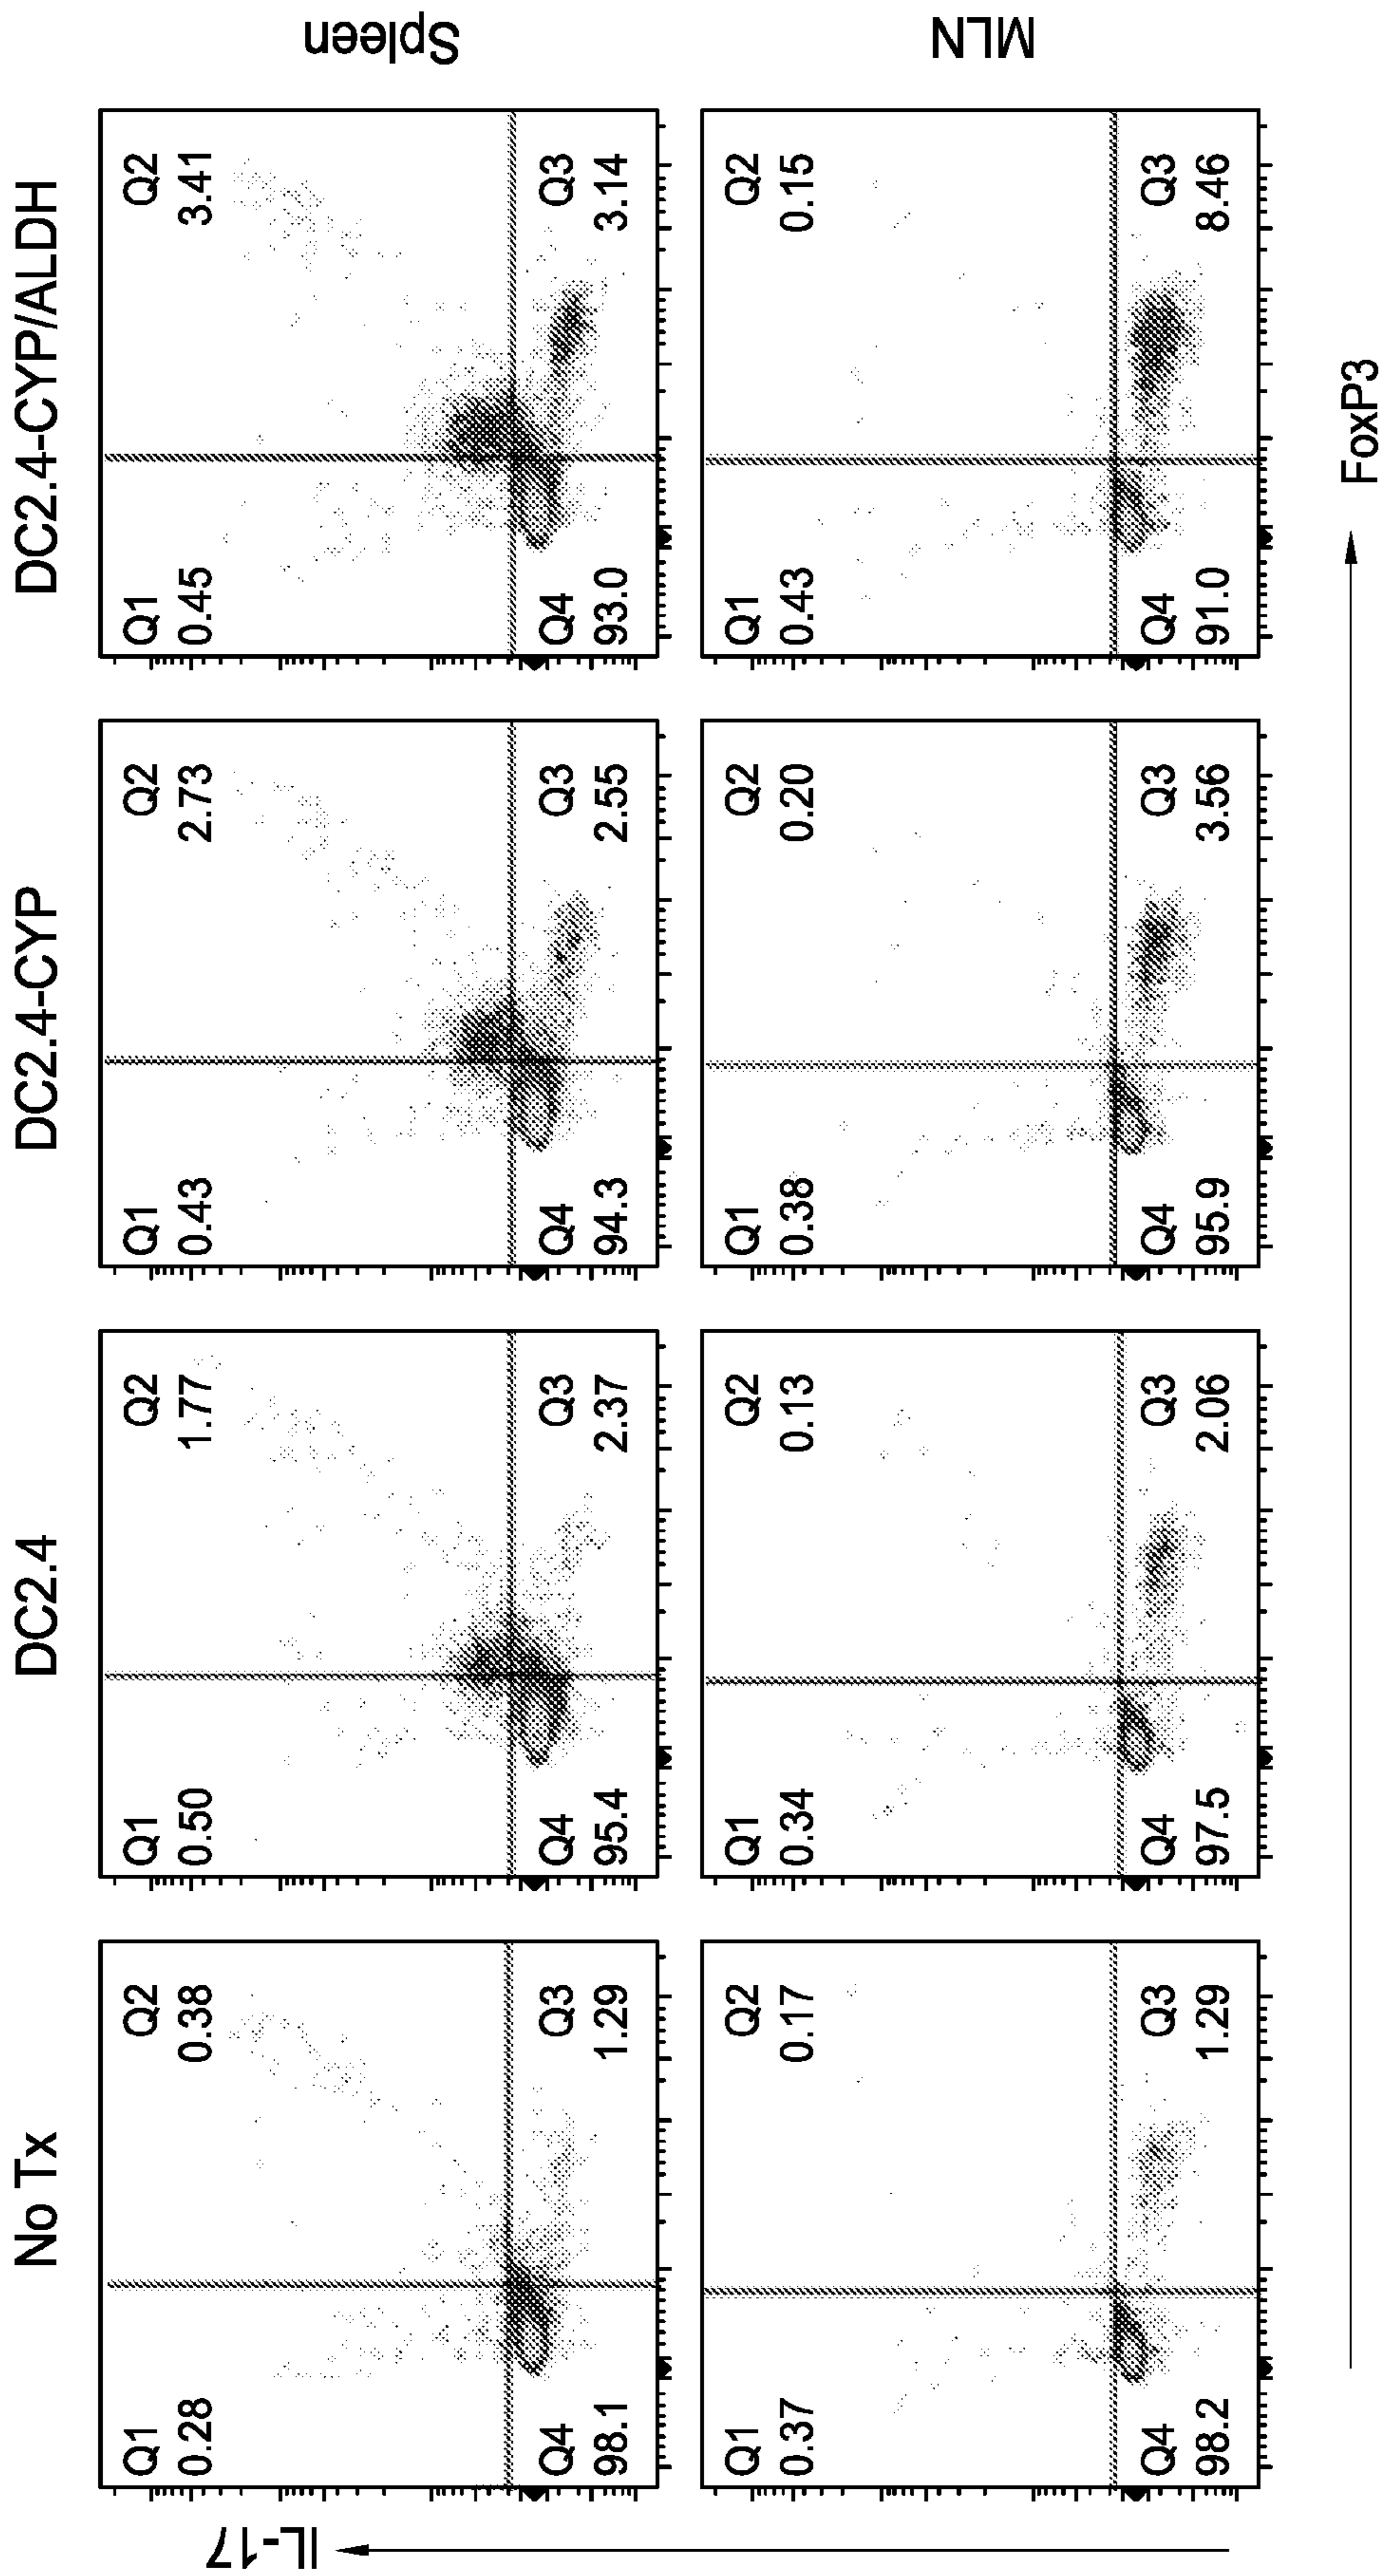 No Tx
DC2.4
DC2.4-CYP
DC2.4-CYP/ALDH
IL-17
Q1
0.28
Q2
0.38
Q4
98.1
Q3
1.29
Q1
0.50
Q2
1.77
Q4
95.4
Q3
2.37
Q1
0.43
Q2
2.73
Q4
94.3
Q3
2.55
Q1
0.45
Q2
3.41
Q4
93.0
Q3
3.14
Spleen
Q1
0.37
Q2
0.17
Q4
98.2
Q3
1.29
Q1
0.34
Q2
0.13
Q4
97.5
Q3
2.06
Q1
0.38
Q2
0.20
Q4
95.9
Q3
3.56
Q1
0.43
Q2
0.15
Q4
91.0
Q3
8.46
MLN
FoxP3